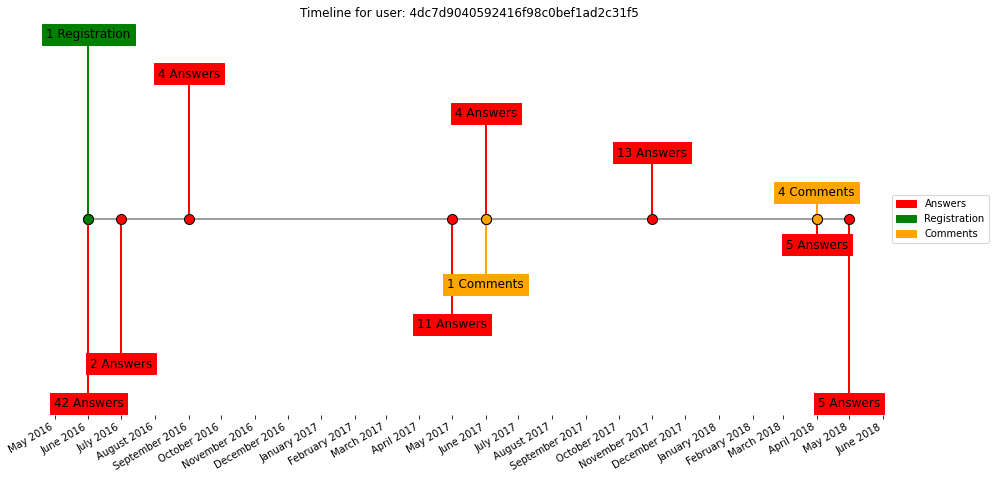 Timeline for user: 4dc7d9040592416f98c0bef1ad2c31f5
1 Registration
4 Answers
4 Answers
13 Answers
4 Comments
Answers
Registration
Comments
5 Answers
1 Comments
11 Answers
2 Answers
42 Answers
5 Answers
May 2016
June 2016
July 2016
August 2016
September 2016
October 2016
November 2016
December 2016
January 2017
February 2017
March 2017
April 2017
May 2017
June 2017
July 2017
August 2017
September 2017
October 2017
November 2017
December 2017
January 2018
February 2018
March 2018
April 2018
May 2018
June 2018